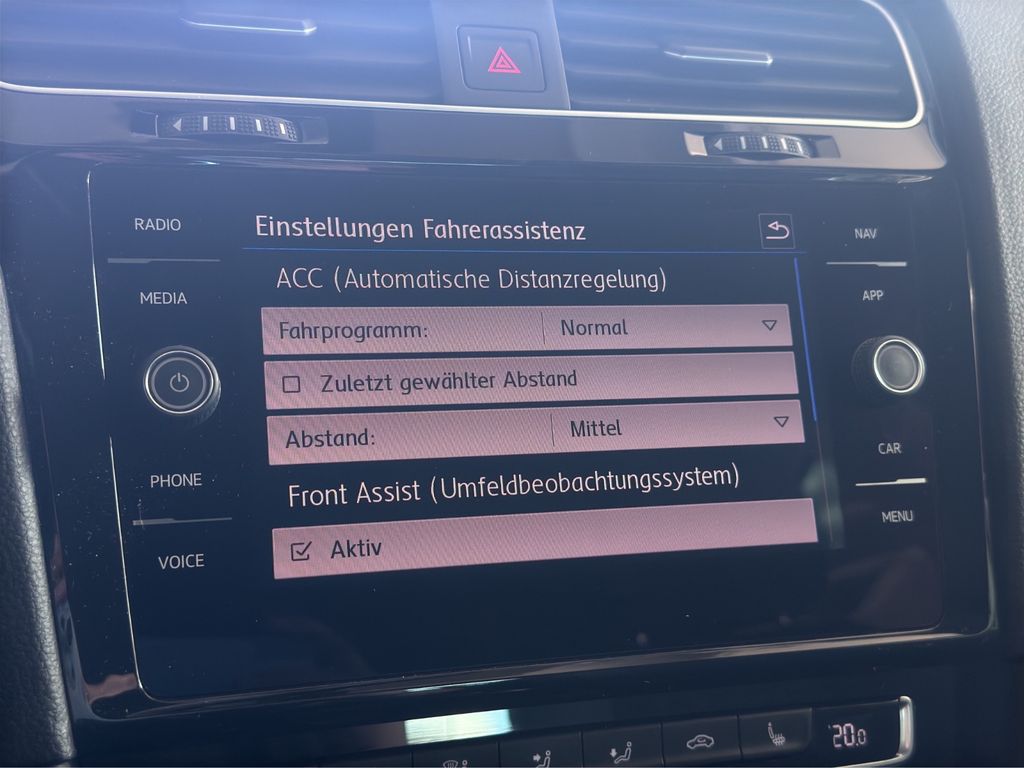 RADIO
MEDIA
PHONE
VOICE
Einstellungen Fahrerassistenz
ACC (Automatische Distanzregelung)
Fahrprogramm: Normal
Zuletzt gewählter Abstand
Abstand: Mittel
Front Assist (Umfeldbeobachtungssystem)
Aktiv
NAV
APP
CAR
MENU
20.0